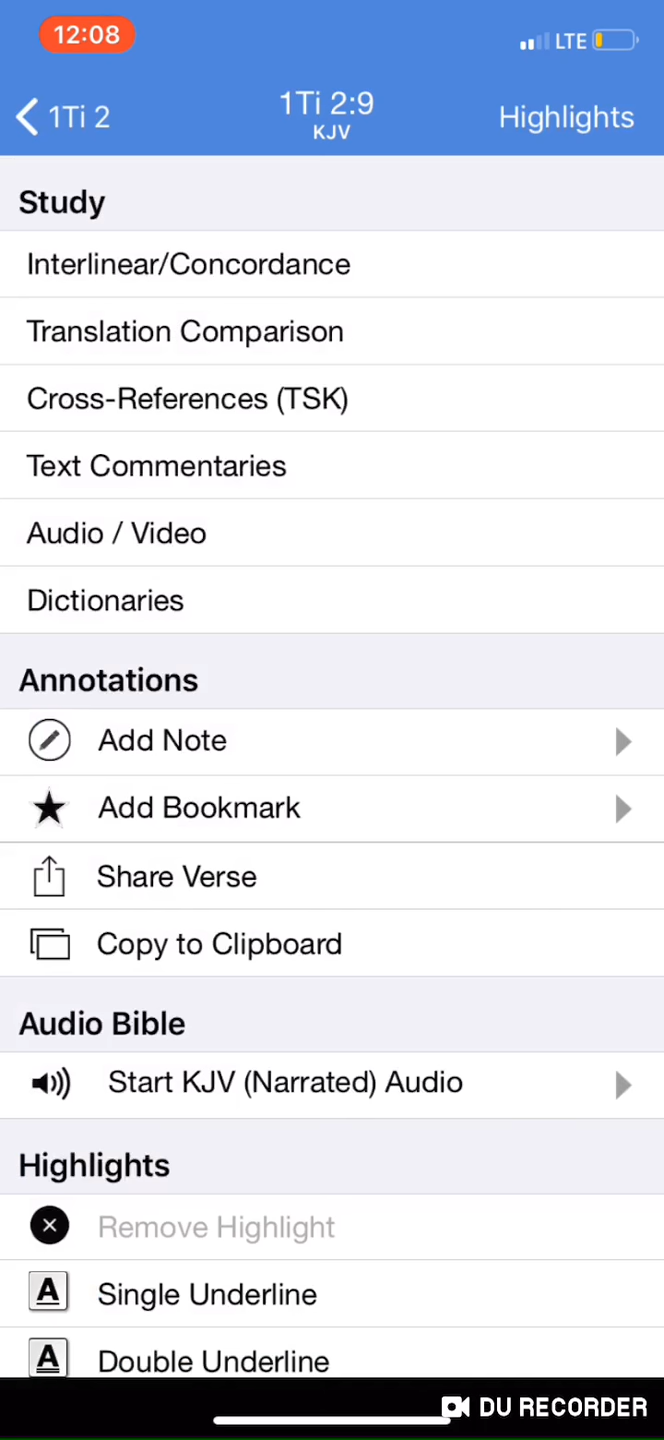 12:08
LTE
1Ti 2
1Ti 2:9
KJV
Highlights
Study
Interlinear/Concordance
Translation Comparison
Cross-References (TSK)
Text Commentaries
Audio / Video
Dictionaries
Annotations
Add Note
Add Bookmark
Share Verse
Copy to Clipboard
Audio Bible
Start KJV (Narrated) Audio
Highlights
Remove Highlight
A Single Underline
A Double Underline
DU RECORDER